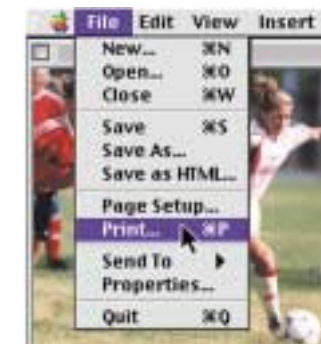 File Edit View Insert
New... ⌘N
Open... ⌘O
Close ⌘W
Save ⌘S
Save As...
Save as HTML...
Page Setup...
Print... ⌘P
Send To ▶
Properties...
Quit ⌘Q